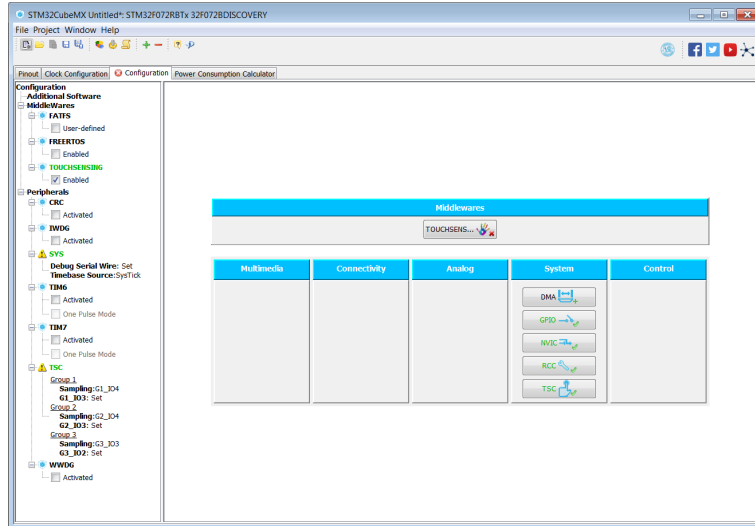 STM32CubeMX Untitled*: STM32F072RBTx 32F072BDISCOVERY
File Project Window Help
Pinout Clock Configuration Configuration Power Consumption Calculator
Configuration
Additional Software
MiddleWares
FATFS
User-defined
FREERTOS
Enabled
TOUCHSENSING
Enabled
Peripherals
CRC
Activated
IWDG
Activated
SYS
Debug Serial Wire: Set
Timebase Source:SysTick
TIM6
Activated
One Pulse Mode
TIM7
Activated
One Pulse Mode
TSC
Group 1
Sampling:G1_IO4
G1_IO3: Set
Group 2
Sampling:G2_IO4
G2_IO3: Set
Group 3
Sampling:G3_IO3
G3_IO2: Set
WWDG
Activated
Middlewares
TOUCHSENS...
Multimedia Connectivity Analog System Control
DMA
GPIO
NVIC
RCC
TSC